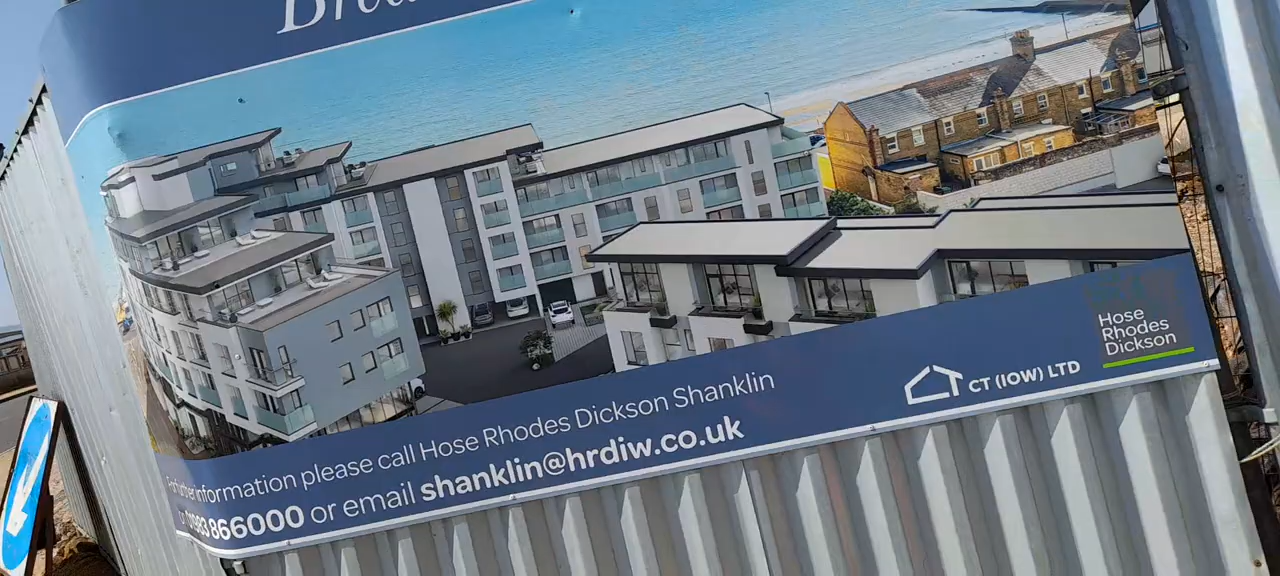 For further information please call Hose Rhodes Dickson Shanklin
866000 or email shanklin@hrdiw.co.uk
CT (IOW) LTD
Hose
Rhodes
Dickson